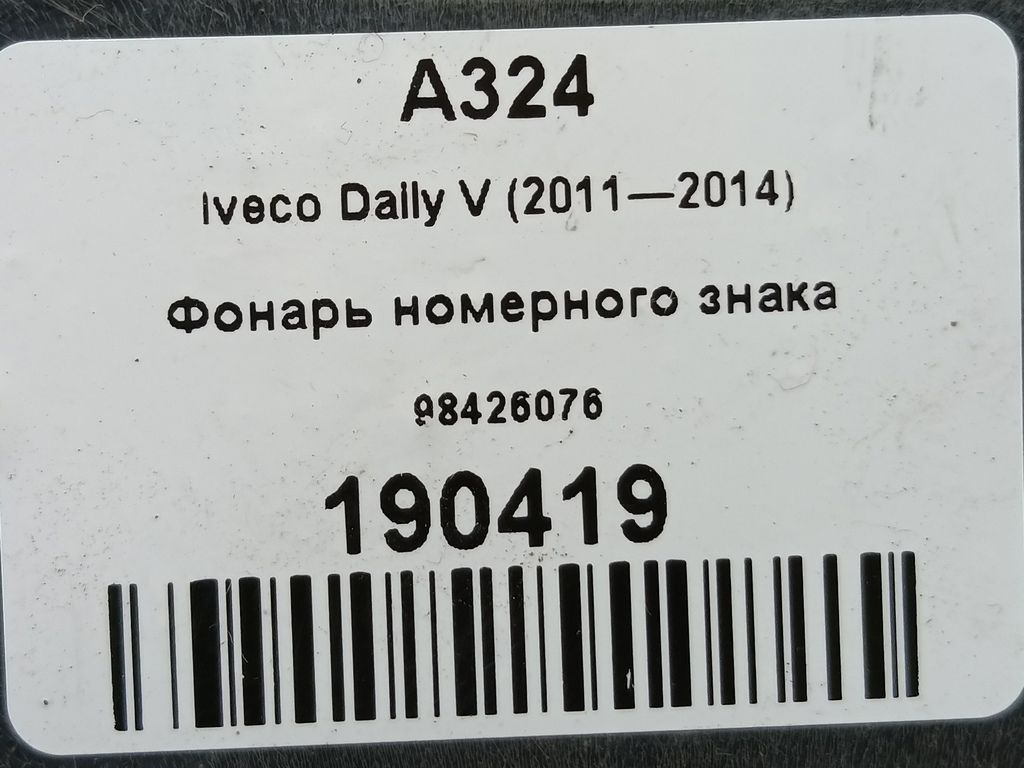 A324
Iveco Daily V (2011—2014)
Фонарь номерного знака
98426076
190419